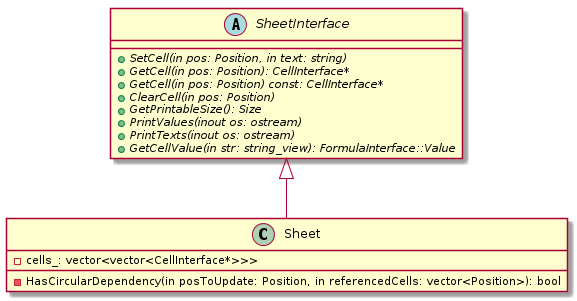 A SheetInterface
SetCell(in pos: Position, in text: string)
GetCell(in pos: Position): CellInterface*
GetCell(in pos: Position) const: CellInterface*
ClearCell(in pos: Position)
GetPrintableSize(): Size
PrintValues(inout os: ostream)
PrintTexts(inout os: ostream)
GetCellValue(in str: string_view): FormulaInterface::Value
C Sheet
cells_: vector<vector<CellInterface*>>>
HasCircularDependency(in posToUpdate: Position, in referencedCells: vector<Position>): bool